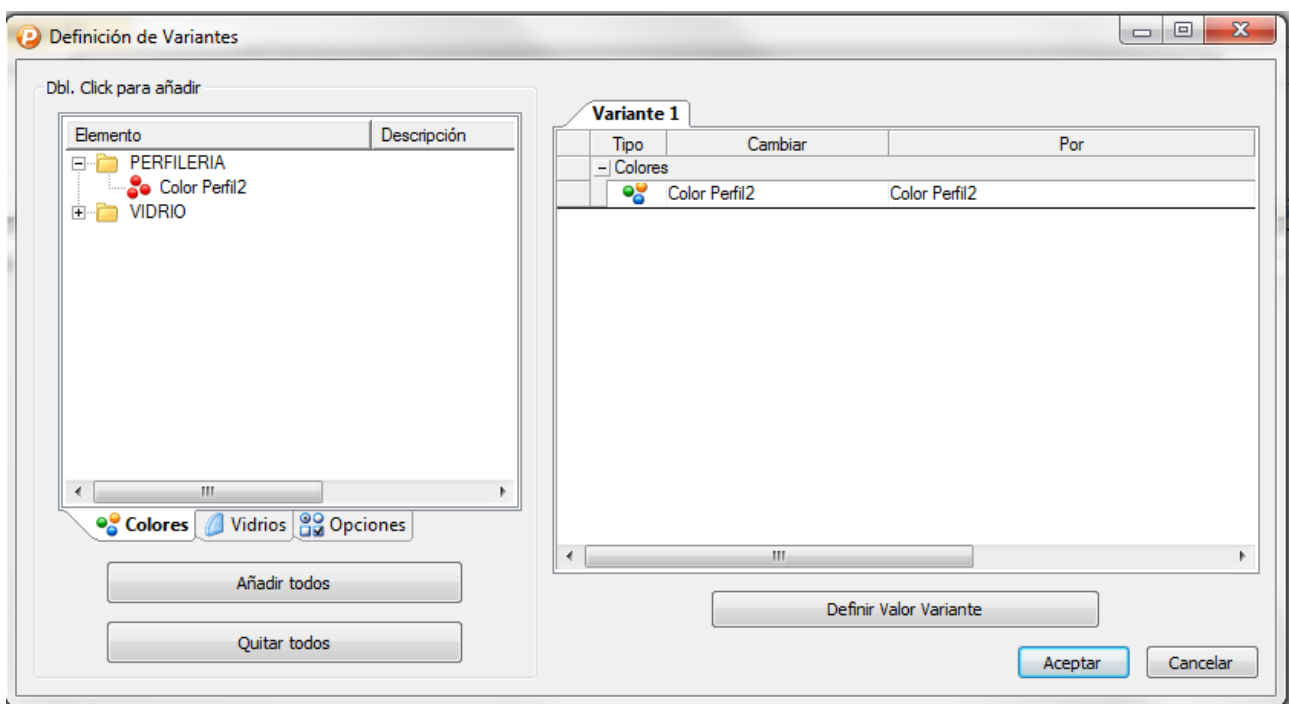 Definición de Variantes
Dbl. Click para añadir
Elemento Descripción
PERFILERIA
Color Perfil2
VIDRIO
Colores Vidrios Opciones
Añadir todos
Quitar todos
Variante 1
Tipo Cambiar Por
Colores
Color Perfil2 Color Perfil2
Definir Valor Variante
Aceptar Cancelar